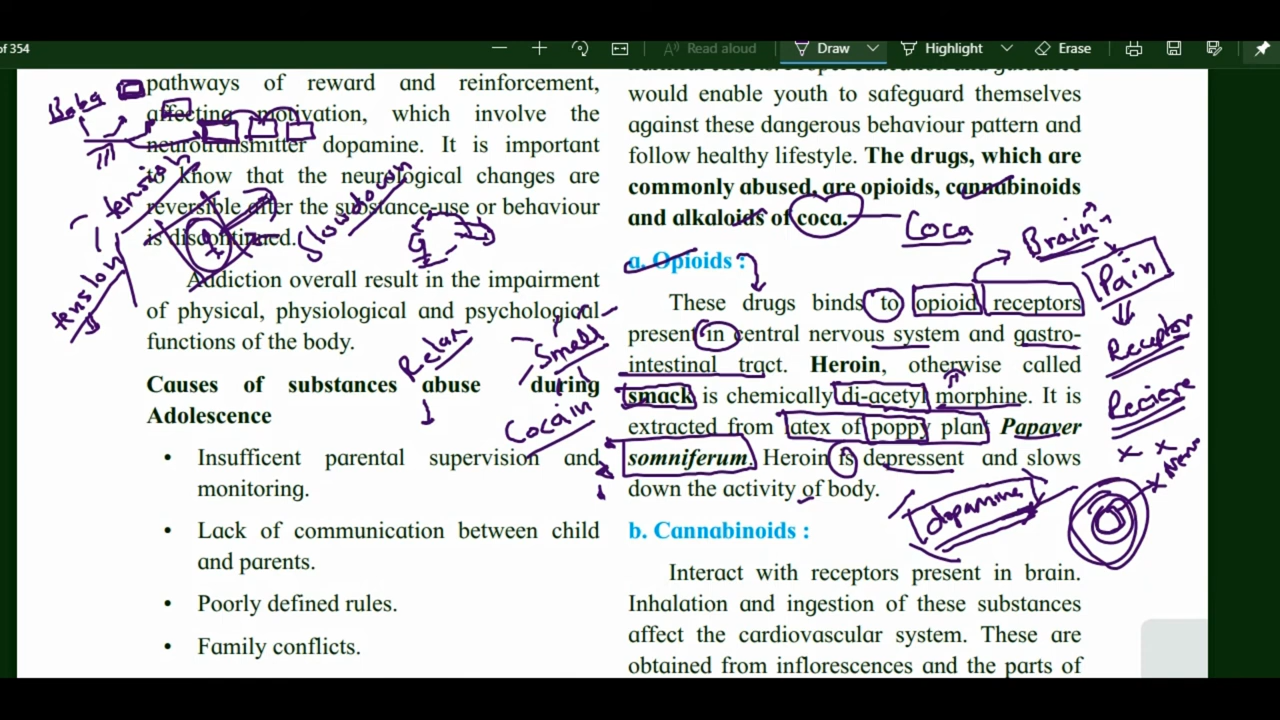 of 354
Read aloud
Draw
Highlight
Erase
pathways of reward and reinforcement,
affecting motivation, which involve the
neurotransmitter dopamine. It is important
to know that the neurological changes are
reversible after the substance-use or behaviour
is discontinued.
Addiction overall result in the impairment
of physical, physiological and psychological
functions of the body.
Causes of substances abuse during
Adolescence
• Insufficent parental supervision and
monitoring.
• Lack of communication between child
and parents.
• Poorly defined rules.
• Family conflicts.
Baba
tension
tension
Slowdown
Relax
Smell
Cocain
would enable youth to safeguard themselves
against these dangerous behaviour pattern and
follow healthy lifestyle. The drugs, which are
commonly abused, are opioids, cannabinoids
and alkaloids of coca.
a. Opioids :
These drugs binds to opioid receptors
present in central nervous system and gastro-
intestinal tract. Heroin, otherwise called
smack is chemically di-acetyl morphine. It is
extracted from latex of poppy plant Papaver
somniferum. Heroin is depressent and slows
down the activity of body.
b. Cannabinoids :
Interact with receptors present in brain.
Inhalation and ingestion of these substances
affect the cardiovascular system. These are
obtained from inflorescences and the parts of
Coca
Brain
Pain
Receptor
Recieve
dopamine